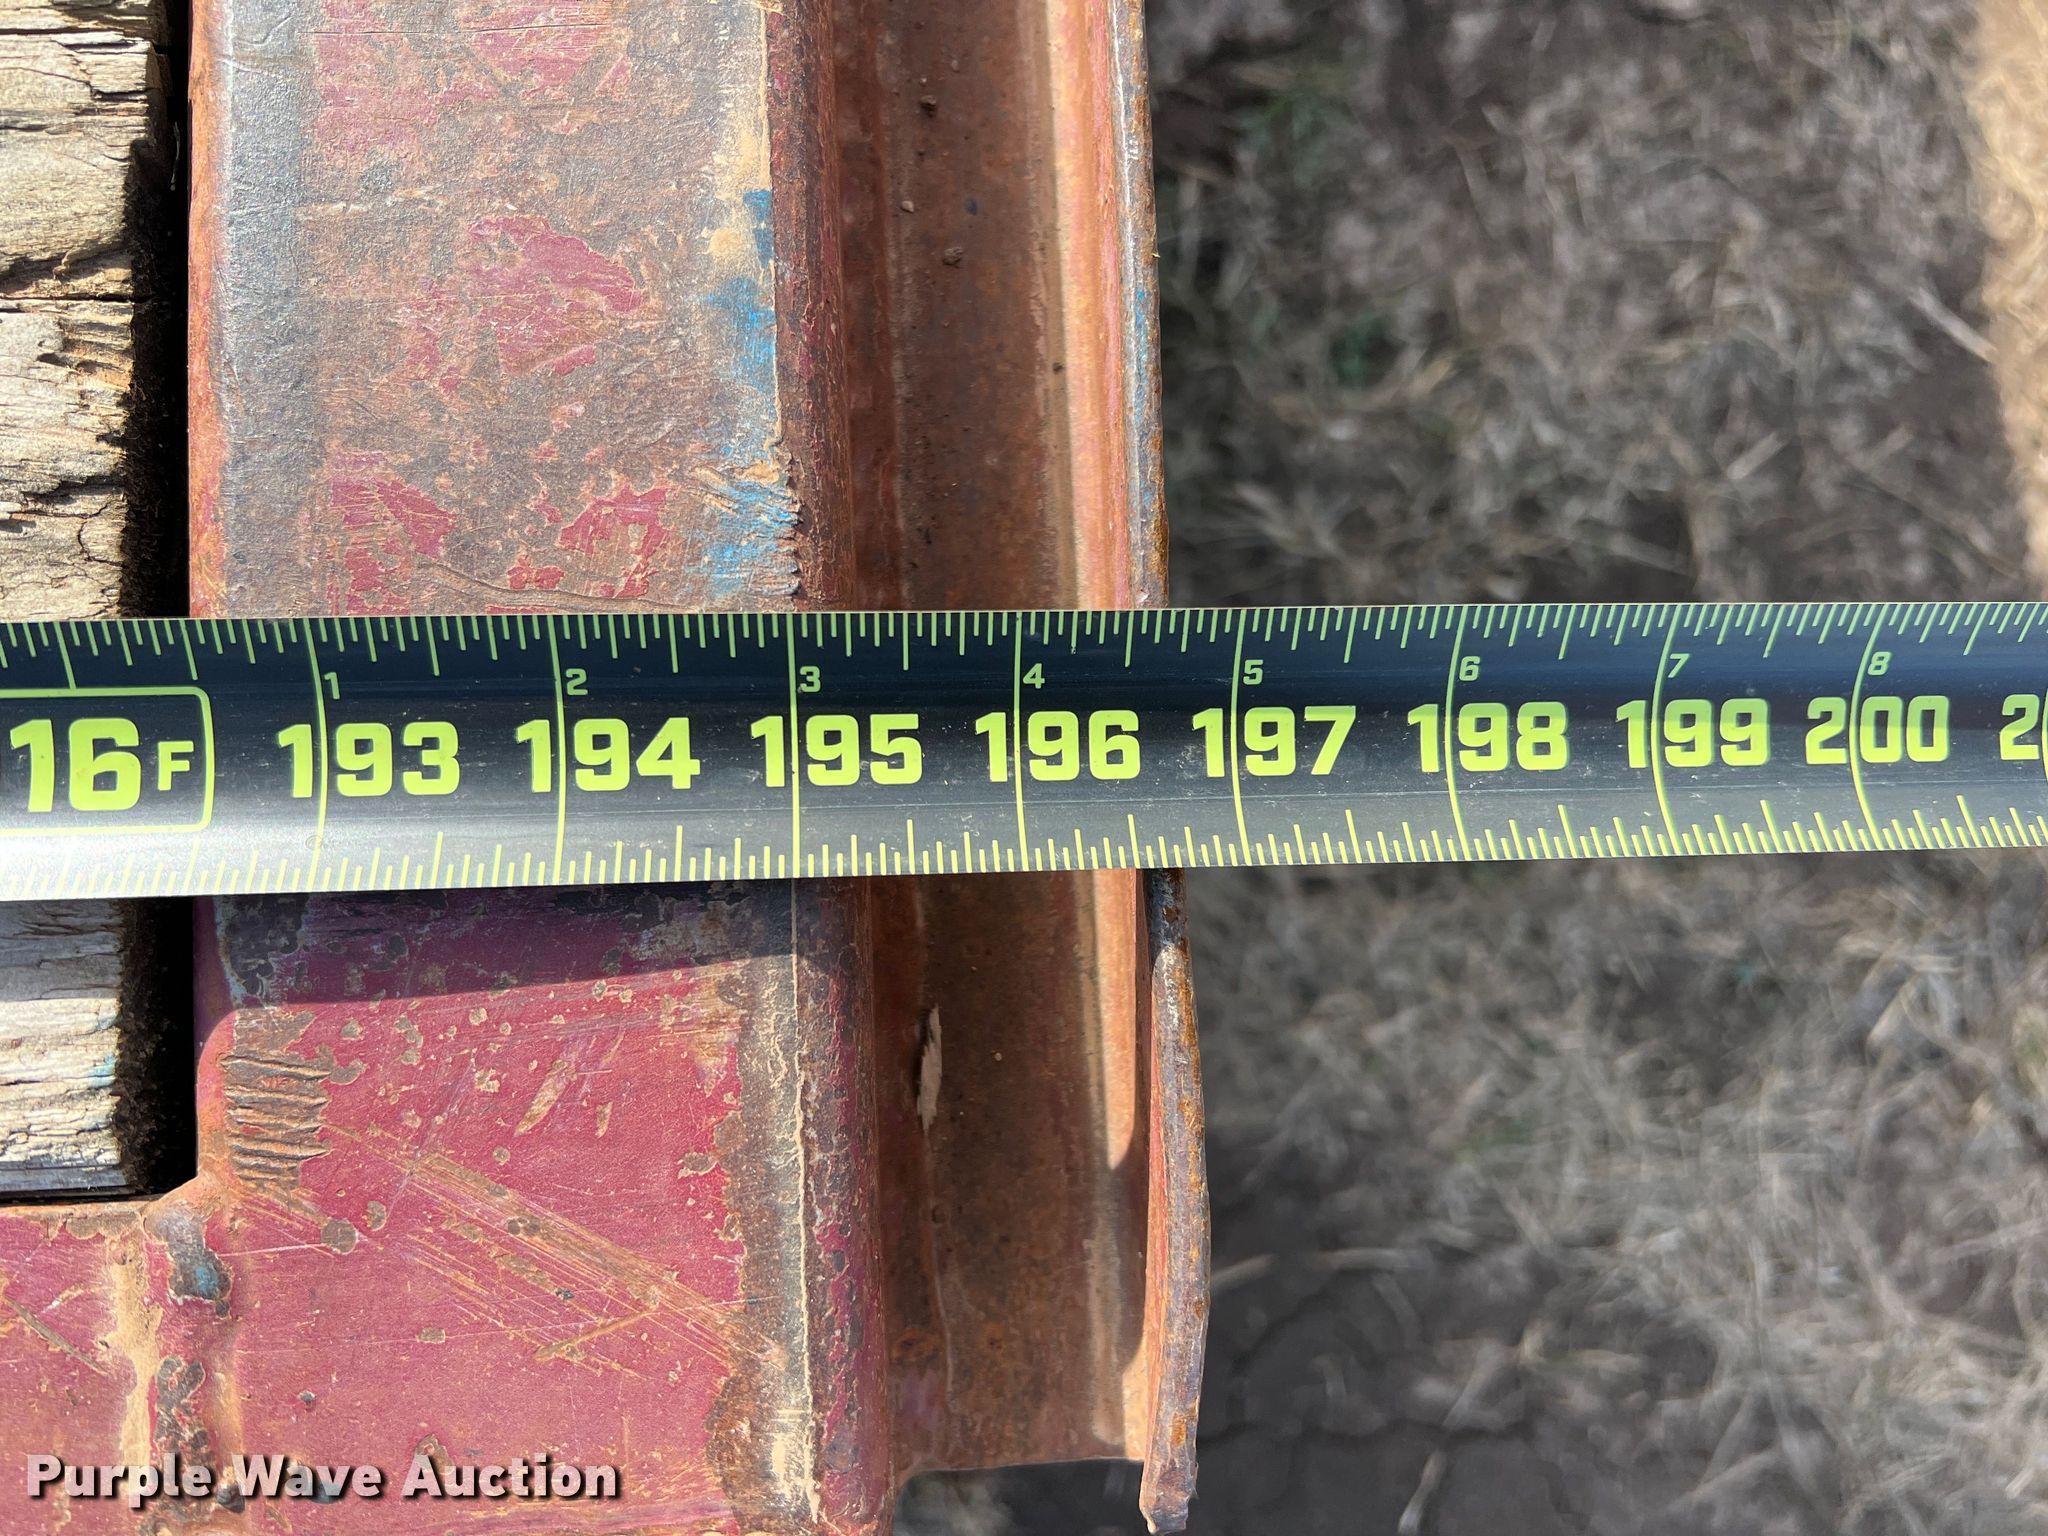 1 2 3 4 5 6 7 8
16F 193 194 195 196 197 198 199 200
Purple Wave Auction